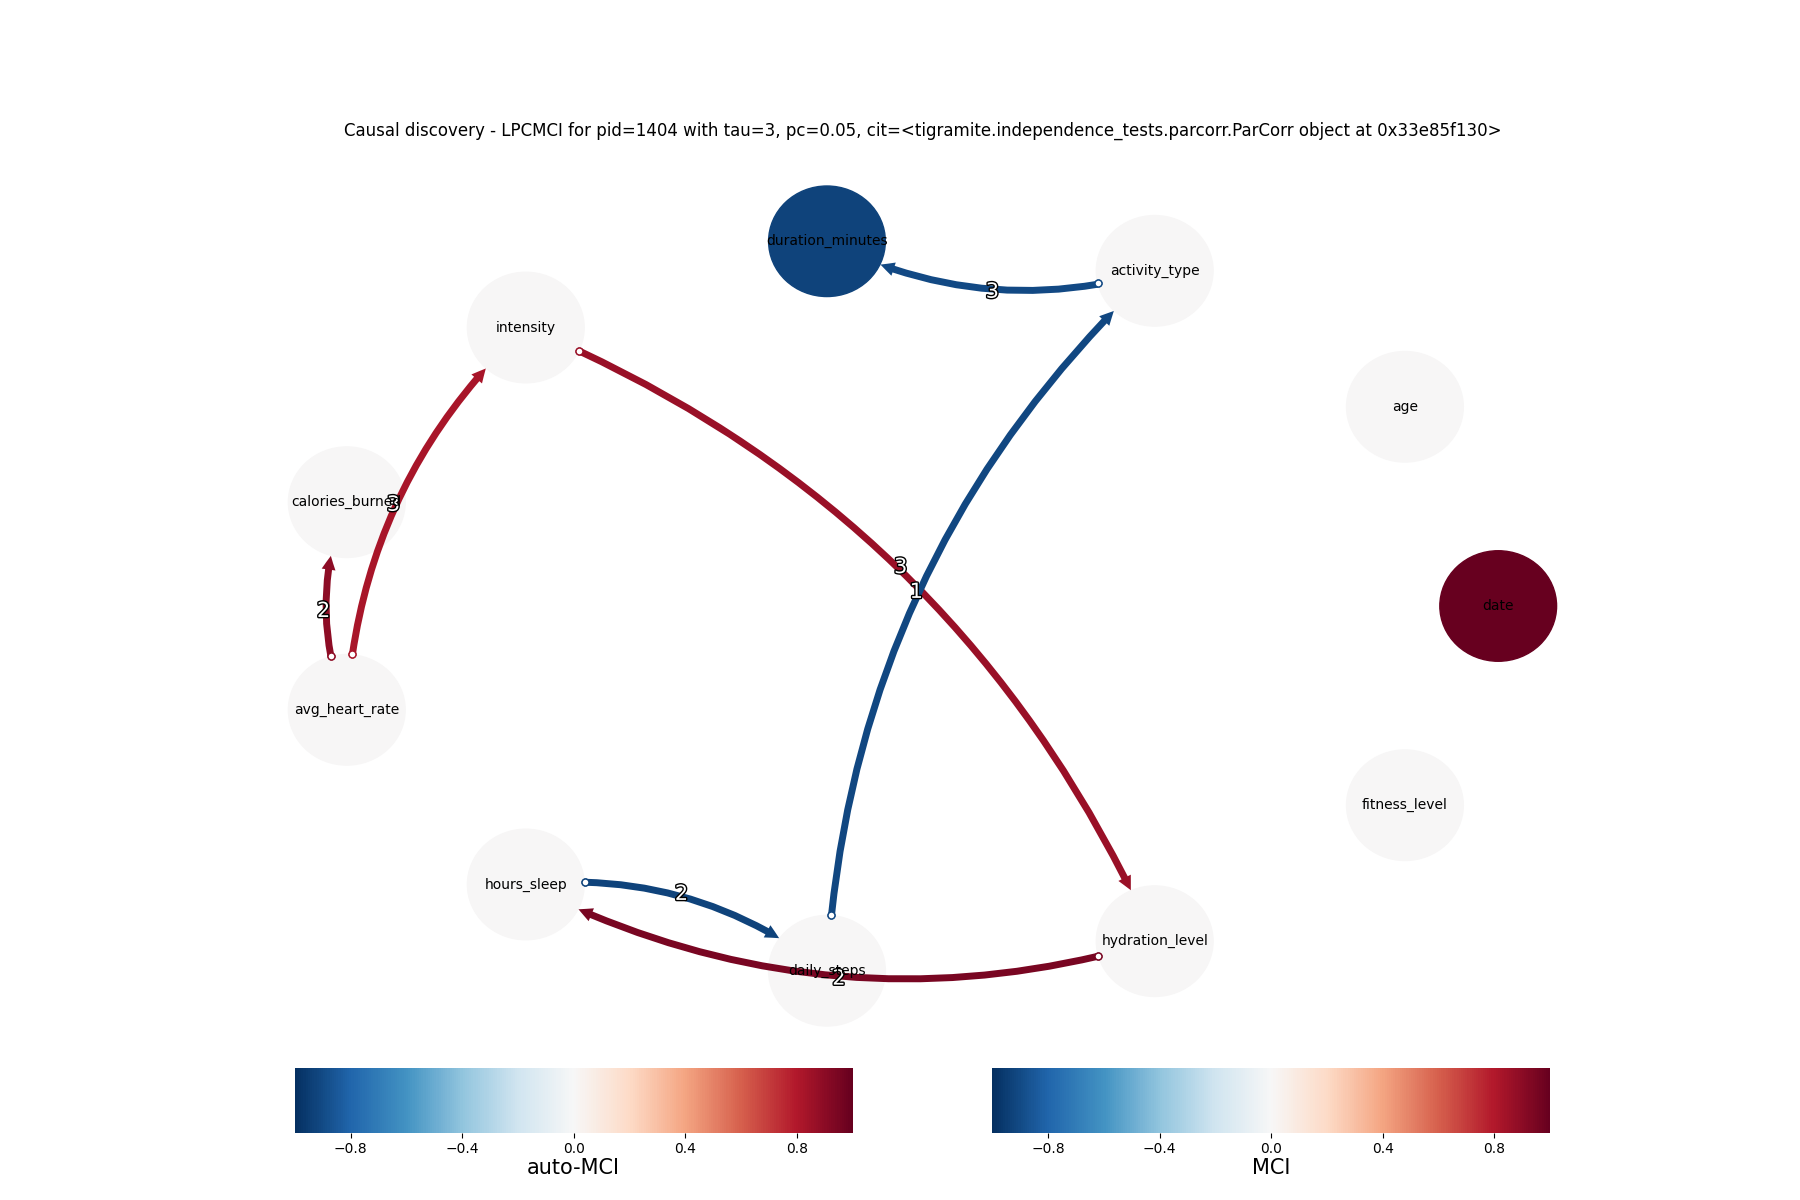 Causal discovery - LPCMCI for pid=1404 with tau=3, pc=0.05, cit=<tigramite.independence_tests.parcorr.ParCorr object at 0x33e85f130>
duration_minutes
activity_type
3
intensity
age
calories_burned
3
3
1
date
2
avg_heart_rate
fitness_level
hours_sleep
2
hydration_level
daily_steps
2
−0.8 −0.4 0.0 0.4 0.8
auto-MCI
−0.8 −0.4 0.0 0.4 0.8
MCI